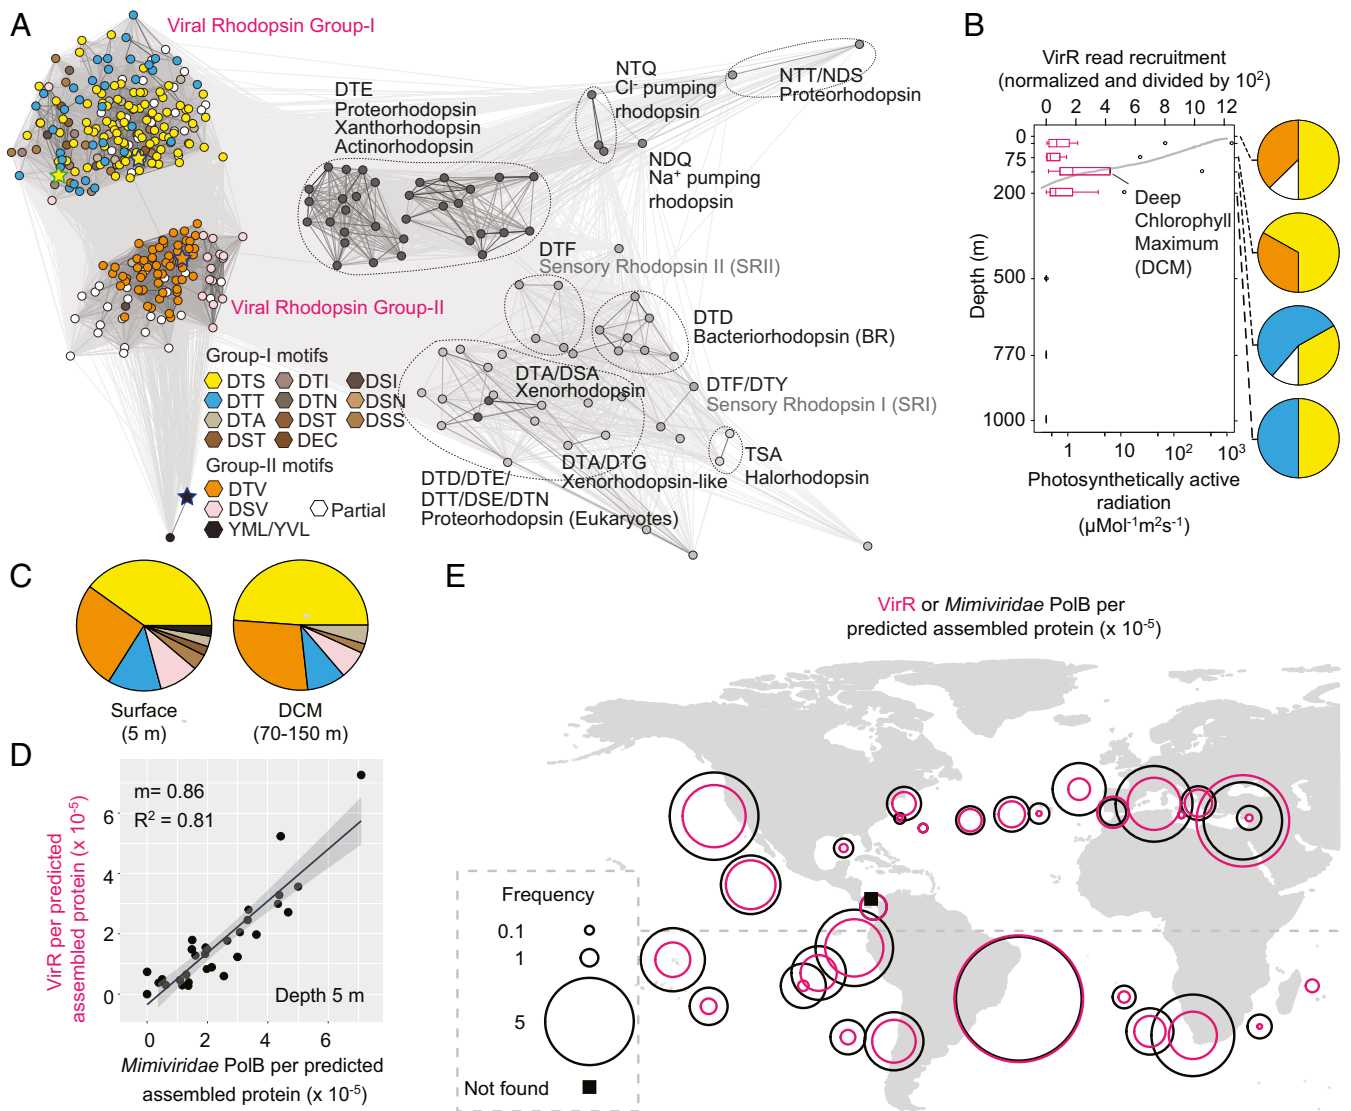 A
Viral Rhodopsin Group-I
DTE
Proteorhodopsin
Xanthorhodopsin
Actinorhodopsin
NTQ
Cl- pumping
rhodopsin
NTT/NDS
Proteorhodopsin
NDQ
Na+ pumping
rhodopsin
DTF
Sensory Rhodopsin II (SRII)
Viral Rhodopsin Group-II
DTD
Bacteriorhodopsin (BR)
DTA/DSA
Xenorhodopsin
DTF/DTY
Sensory Rhodopsin I (SRI)
DTA/DTG
Xenorhodopsin-like
TSA
Halorhodopsin
DTD/DTE/
DTT/DSE/DTN
Proteorhodopsin (Eukaryotes)
Group-I motifs
DTS DTI DSI
DTT DTN DSN
DTA DST DSS
DST DEC
Group-II motifs
DTV
DSV Partial
YML/YVL
B
VirR read recruitment
(normalized and divided by 10²)
0 2 4 6 8 10 12
0
75
200
500
770
1000
Depth (m)
Deep
Chlorophyll
Maximum
(DCM)
1 10 10² 10³
Photosynthetically active
radiation
(µMol-1m2s-1)
C
Surface
(5 m)
DCM
(70-150 m)
D
m= 0.86
R² = 0.81
Depth 5 m
6
4
2
0
0 2 4 6
VirR per predicted
assembled protein (x 10-5)
Mimiviridae PolB per predicted
assembled protein (x 10-5)
E
VirR or Mimiviridae PolB per
predicted assembled protein (x 10-5)
Frequency
0.1
1
5
Not found